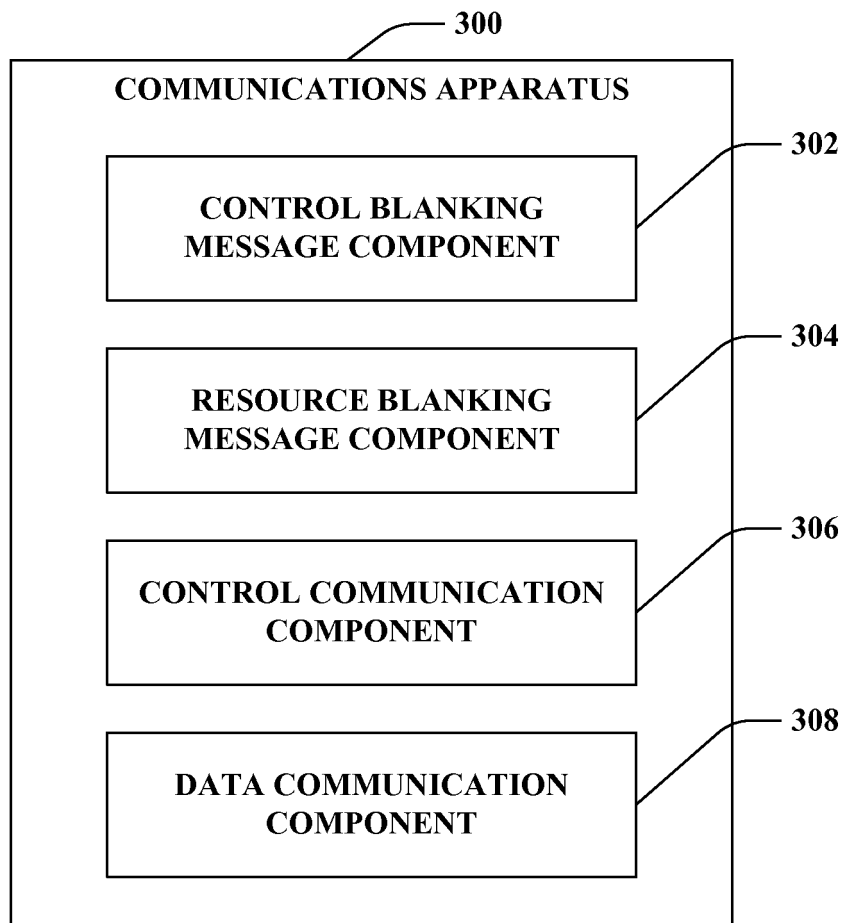 300
COMMUNICATIONS APPARATUS
302
CONTROL BLANKING
MESSAGE COMPONENT
304
RESOURCE BLANKING
MESSAGE COMPONENT
306
CONTROL COMMUNICATION
COMPONENT
308
DATA COMMUNICATION
COMPONENT